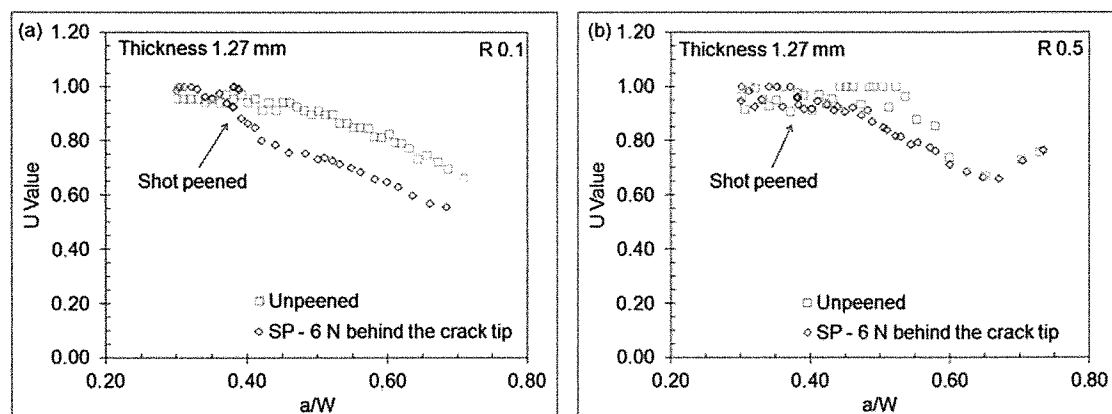 (a)
Thickness 1.27 mm R 0.1
1.20
1.00
0.80
0.60
0.40
0.20
0.00
U Value
Shot peened
Unpeened
SP - 6 N behind the crack tip
0.20 0.40 0.60 0.80
a/W
(b)
Thickness 1.27 mm R 0.5
1.20
1.00
0.80
0.60
0.40
0.20
0.00
U Value
Shot peened
Unpeened
SP - 6 N behind the crack tip
0.20 0.40 0.60 0.80
a/W